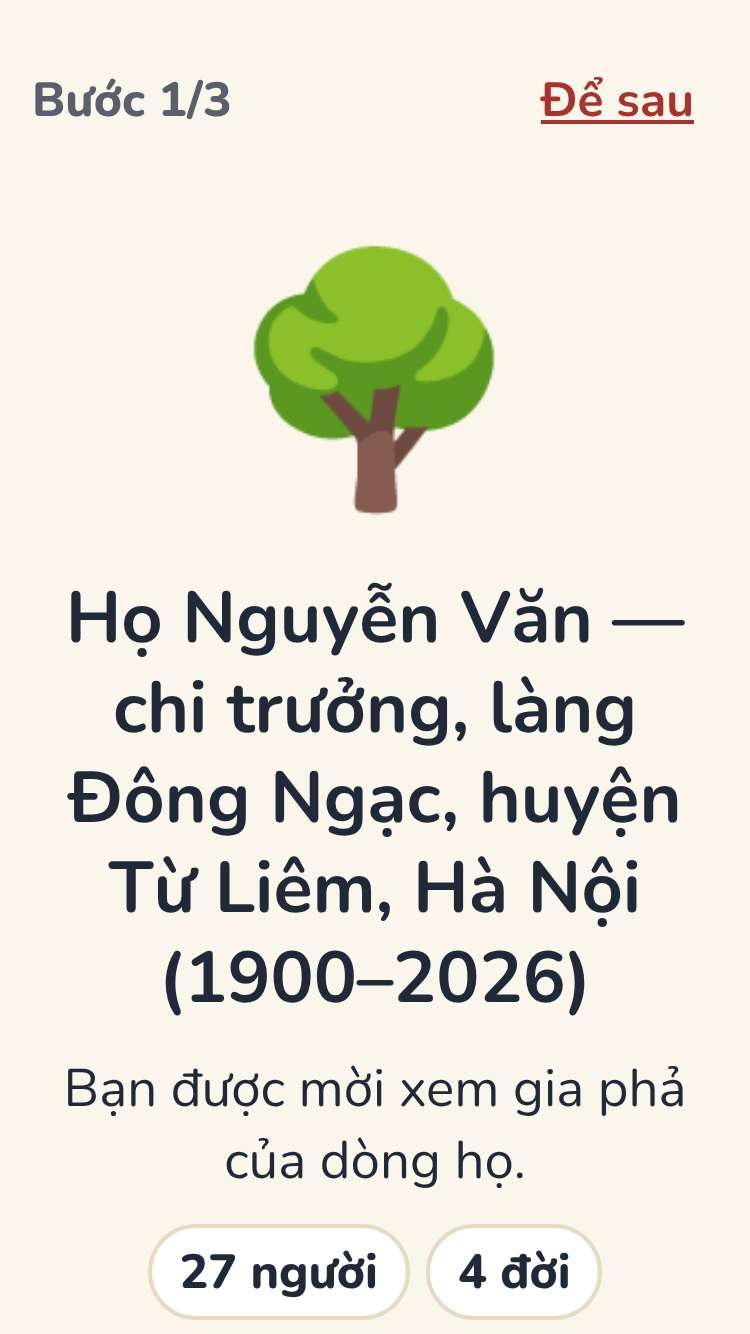 Bước 1/3
Để sau
Họ Nguyễn Văn —
chi trưởng, làng
Đông Ngạc, huyện
Từ Liêm, Hà Nội
(1900–2026)
Bạn được mời xem gia phả
của dòng họ.
27 người
4 đời